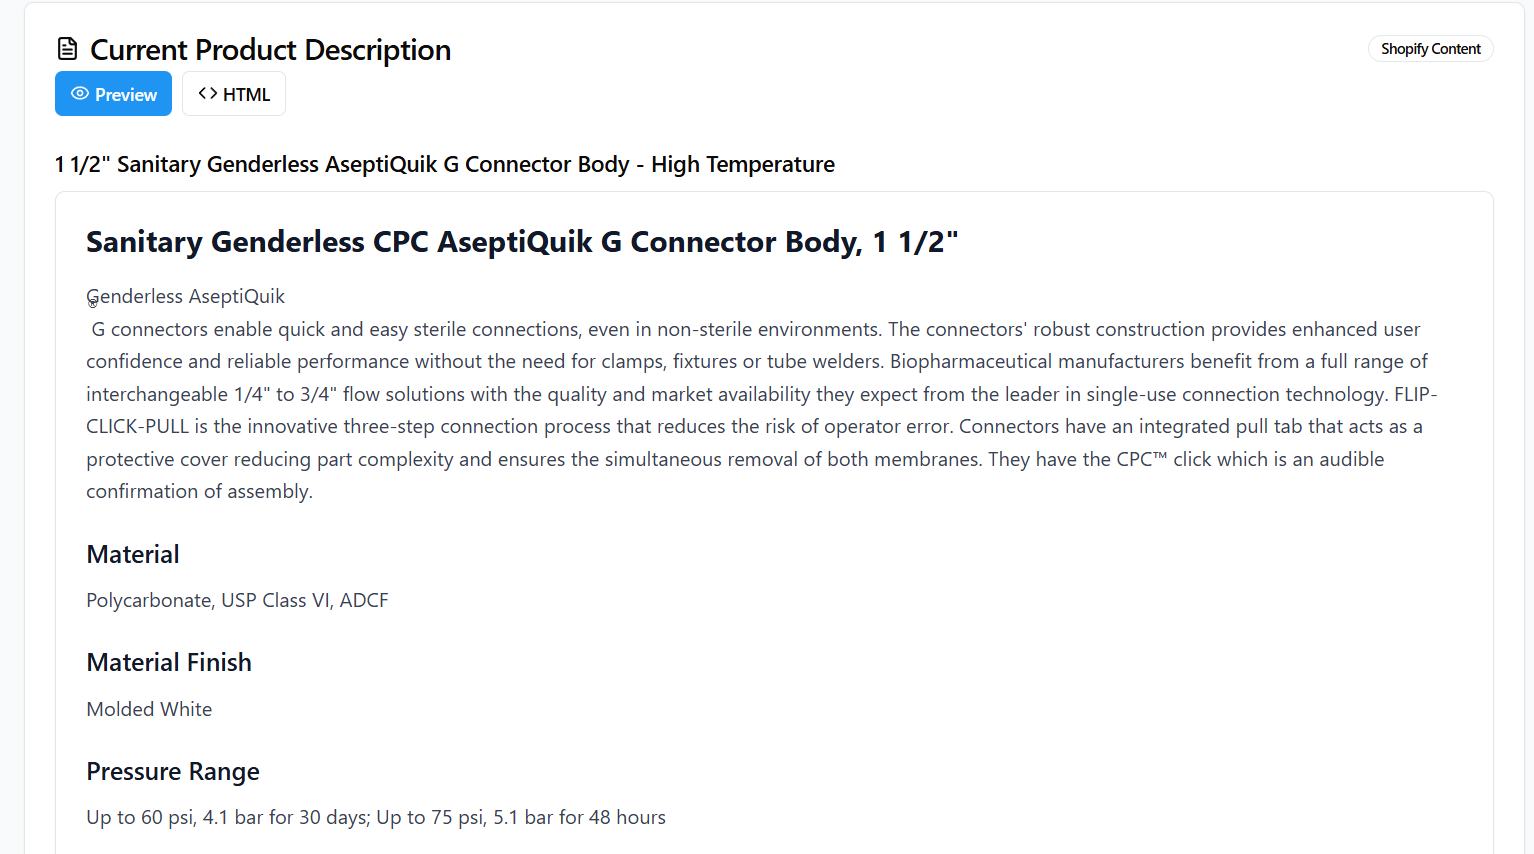 Current Product Description
Shopify Content
Preview
HTML
1 1/2" Sanitary Genderless AseptiQuik G Connector Body - High Temperature
Sanitary Genderless CPC AseptiQuik G Connector Body, 1 1/2"
Genderless AseptiQuik
®
G connectors enable quick and easy sterile connections, even in non-sterile environments. The connectors' robust construction provides enhanced user
confidence and reliable performance without the need for clamps, fixtures or tube welders. Biopharmaceutical manufacturers benefit from a full range of
interchangeable 1/4" to 3/4" flow solutions with the quality and market availability they expect from the leader in single-use connection technology. FLIP-
CLICK-PULL is the innovative three-step connection process that reduces the risk of operator error. Connectors have an integrated pull tab that acts as a
protective cover reducing part complexity and ensures the simultaneous removal of both membranes. They have the CPC™ click which is an audible
confirmation of assembly.
Material
Polycarbonate, USP Class VI, ADCF
Material Finish
Molded White
Pressure Range
Up to 60 psi, 4.1 bar for 30 days; Up to 75 psi, 5.1 bar for 48 hours